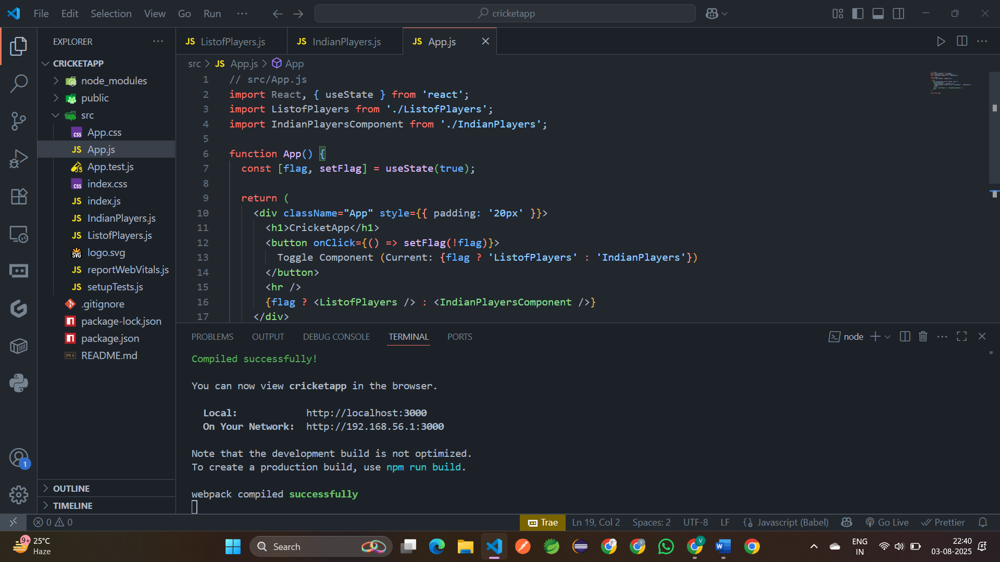 File Edit Selection View Go Run ··· cricketapp
EXPLORER ···
CRICKETAPP
node_modules
public
src
App.css
App.js
App.test.js
index.css
index.js
IndianPlayers.js
ListofPlayers.js
logo.svg
reportWebVitals.js
setupTests.js
.gitignore
package-lock.json
package.json
README.md
OUTLINE
TIMELINE
1
JS ListofPlayers.js JS IndianPlayers.js JS App.js
src > JS App.js > App
1 // src/App.js
2 import React, { useState } from 'react';
3 import ListofPlayers from './ListofPlayers';
4 import IndianPlayersComponent from './IndianPlayers';
5
6 function App() {
7 const [flag, setFlag] = useState(true);
8
9 return (
10 <div className="App" style={{ padding: '20px' }}>
11 <h1>CricketApp</h1>
12 <button onClick={() => setFlag(!flag)}>
13 Toggle Component (Current: {flag ? 'ListofPlayers' : 'IndianPlayers'})
14 </button>
15 <hr />
16 {flag ? <ListofPlayers /> : <IndianPlayersComponent />}
17 </div>
PROBLEMS OUTPUT DEBUG CONSOLE TERMINAL PORTS node
Compiled successfully!
You can now view cricketapp in the browser.
Local: http://localhost:3000
On Your Network: http://192.168.56.1:3000
Note that the development build is not optimized.
To create a production build, use npm run build.
webpack compiled successfully
0 0 Trae Ln 19, Col 2 Spaces: 2 UTF-8 LF {} Javascript (Babel) Go Live Prettier
9+ 25°C
Haze
Search
ENG
IN
22:40
03-08-2025